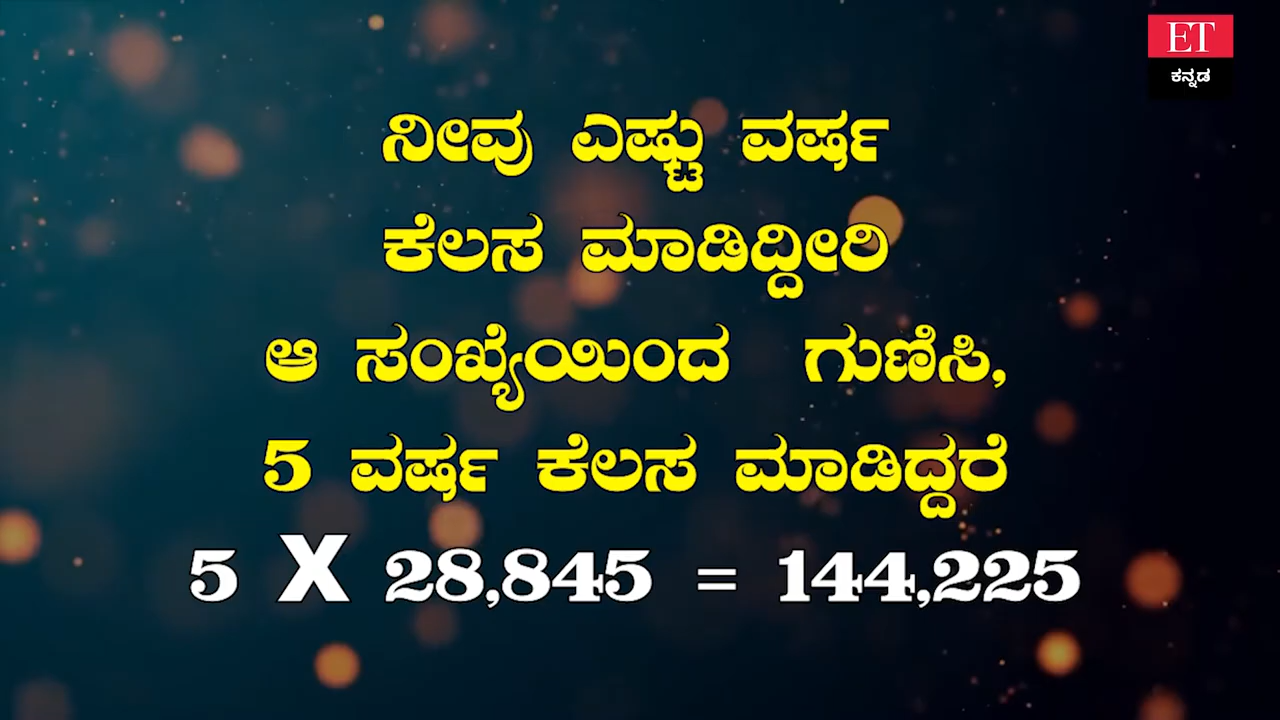 ET
ಕನ್ನಡ
ನೀವು ಎಷ್ಟು ವರ್ಷ
ಕೆಲಸ ಮಾಡಿದ್ದೀರಿ
ಆ ಸಂಖ್ಯೆಯಿಂದ ಗುಣಿಸಿ,
5 ವರ್ಷ ಕೆಲಸ ಮಾಡಿದ್ದರೆ
5 X 28,845 = 144,225